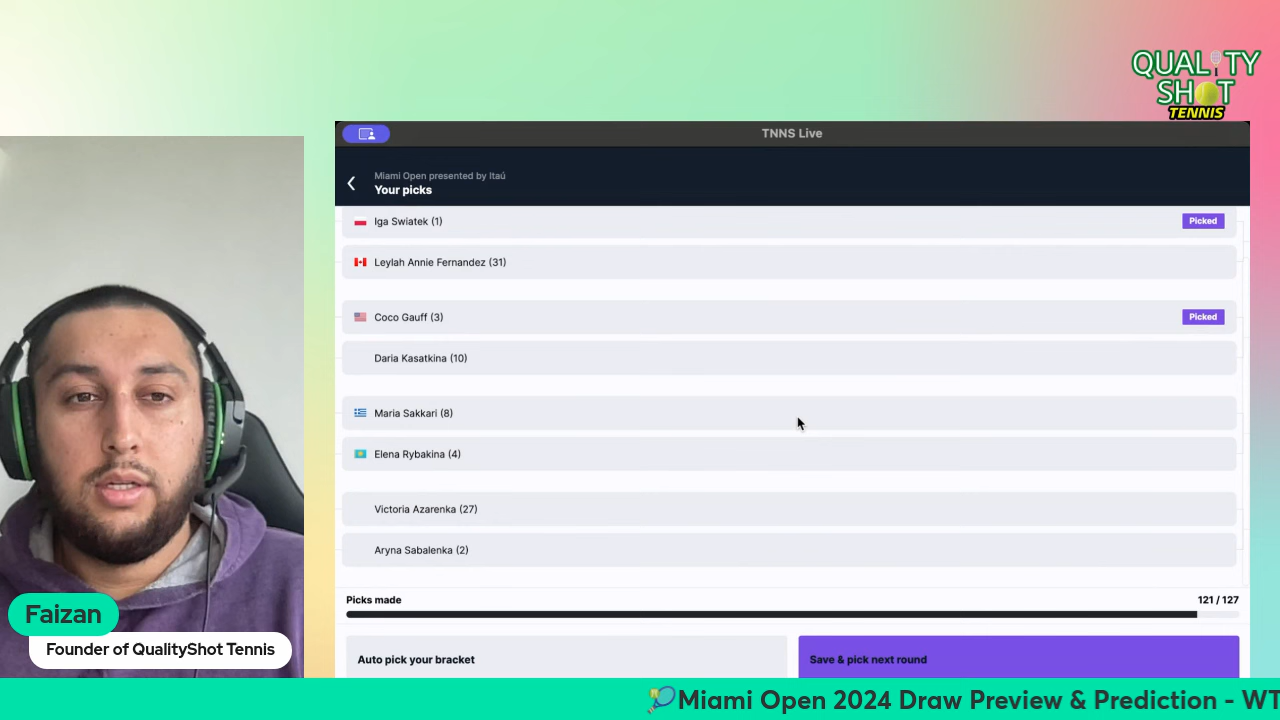 QUALITY
SHOT
TENNIS
TNNS Live
Miami Open presented by Itaú
Your picks
Iga Swiatek (1)
Picked
Leylah Annie Fernandez (31)
Coco Gauff (3)
Picked
Daria Kasatkina (10)
Maria Sakkari (8)
Elena Rybakina (4)
Victoria Azarenka (27)
Aryna Sabalenka (2)
Picks made
121 / 127
Auto pick your bracket
Save & pick next round
Faizan
Founder of QualityShot Tennis
Miami Open 2024 Draw Preview & Prediction - WT